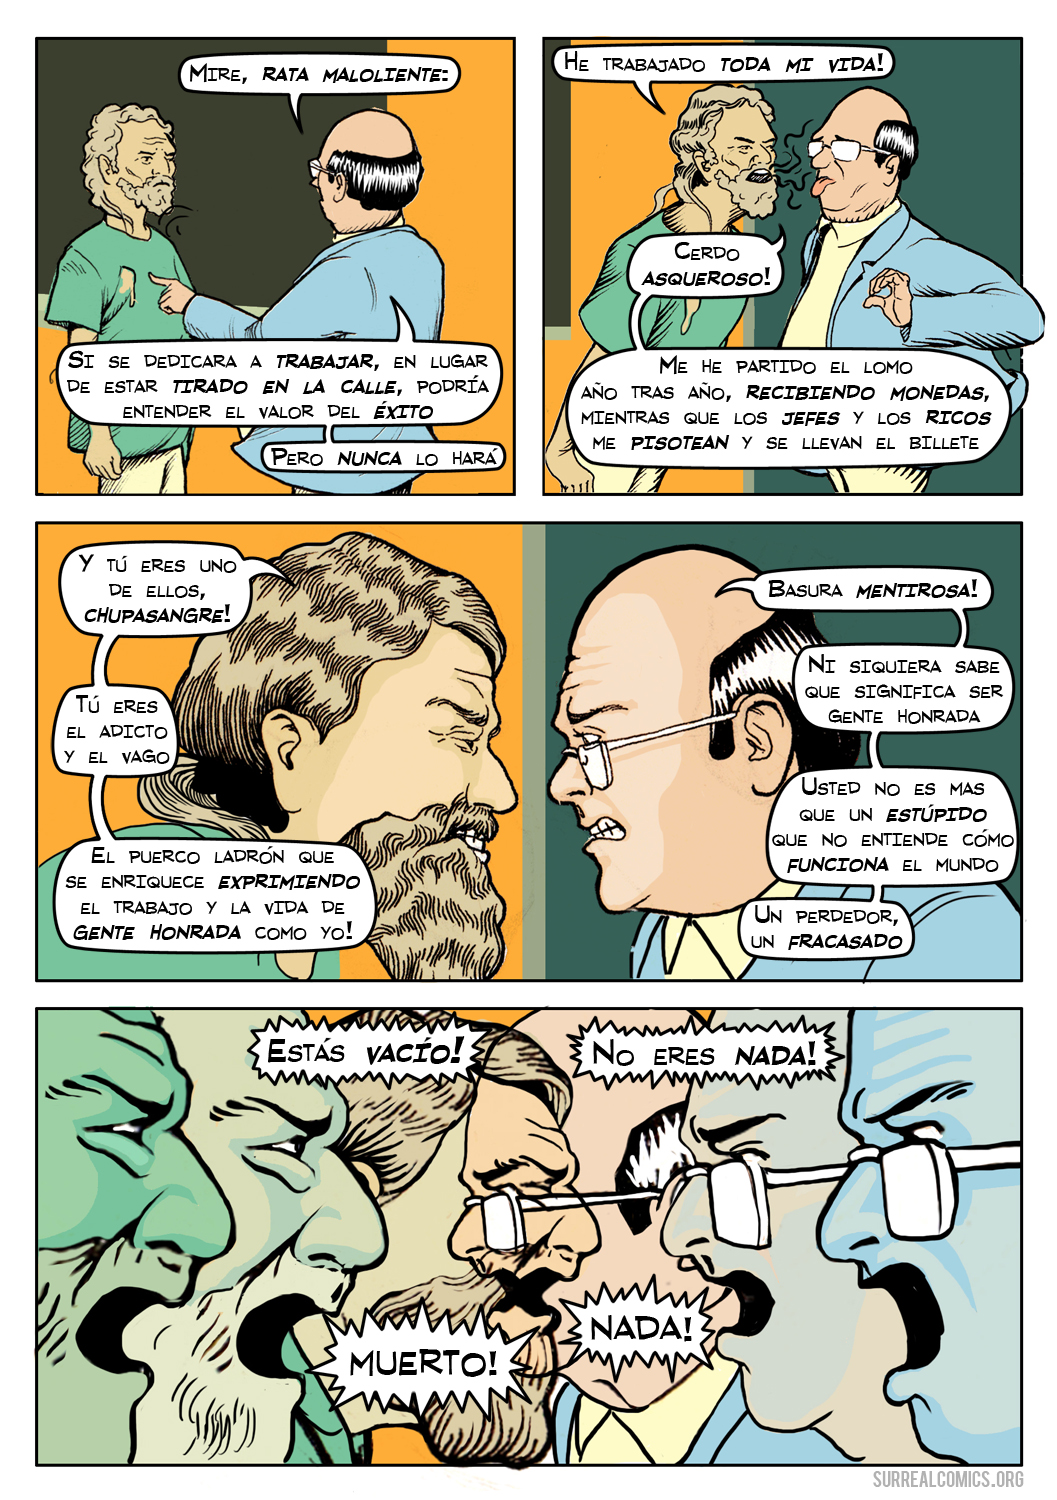 Mire, rata maloliente:
Si se dedicara a trabajar, en lugar
de estar tirado en la calle, podría
entender el valor del éxito
Pero nunca lo hará
He trabajado toda mi vida!
Cerdo
asqueroso!
Me he partido el lomo
año tras año, recibiendo monedas,
mientras que los jefes y los ricos
me pisotean y se llevan el billete
Y tú eres uno
de ellos,
chupasangre!
Tú eres
el adicto
y el vago
El puerco ladrón que
se enriquece exprimiendo
el trabajo y la vida de
gente honrada como yo!
Basura mentirosa!
Ni siquiera sabe
que significa ser
gente honrada
Usted no es mas
que un estúpido
que no entiende cómo
funciona el mundo
Un perdedor,
un fracasado
Estás vacío!
No eres nada!
MUERTO!
NADA!
SURREALCOMICS.ORG